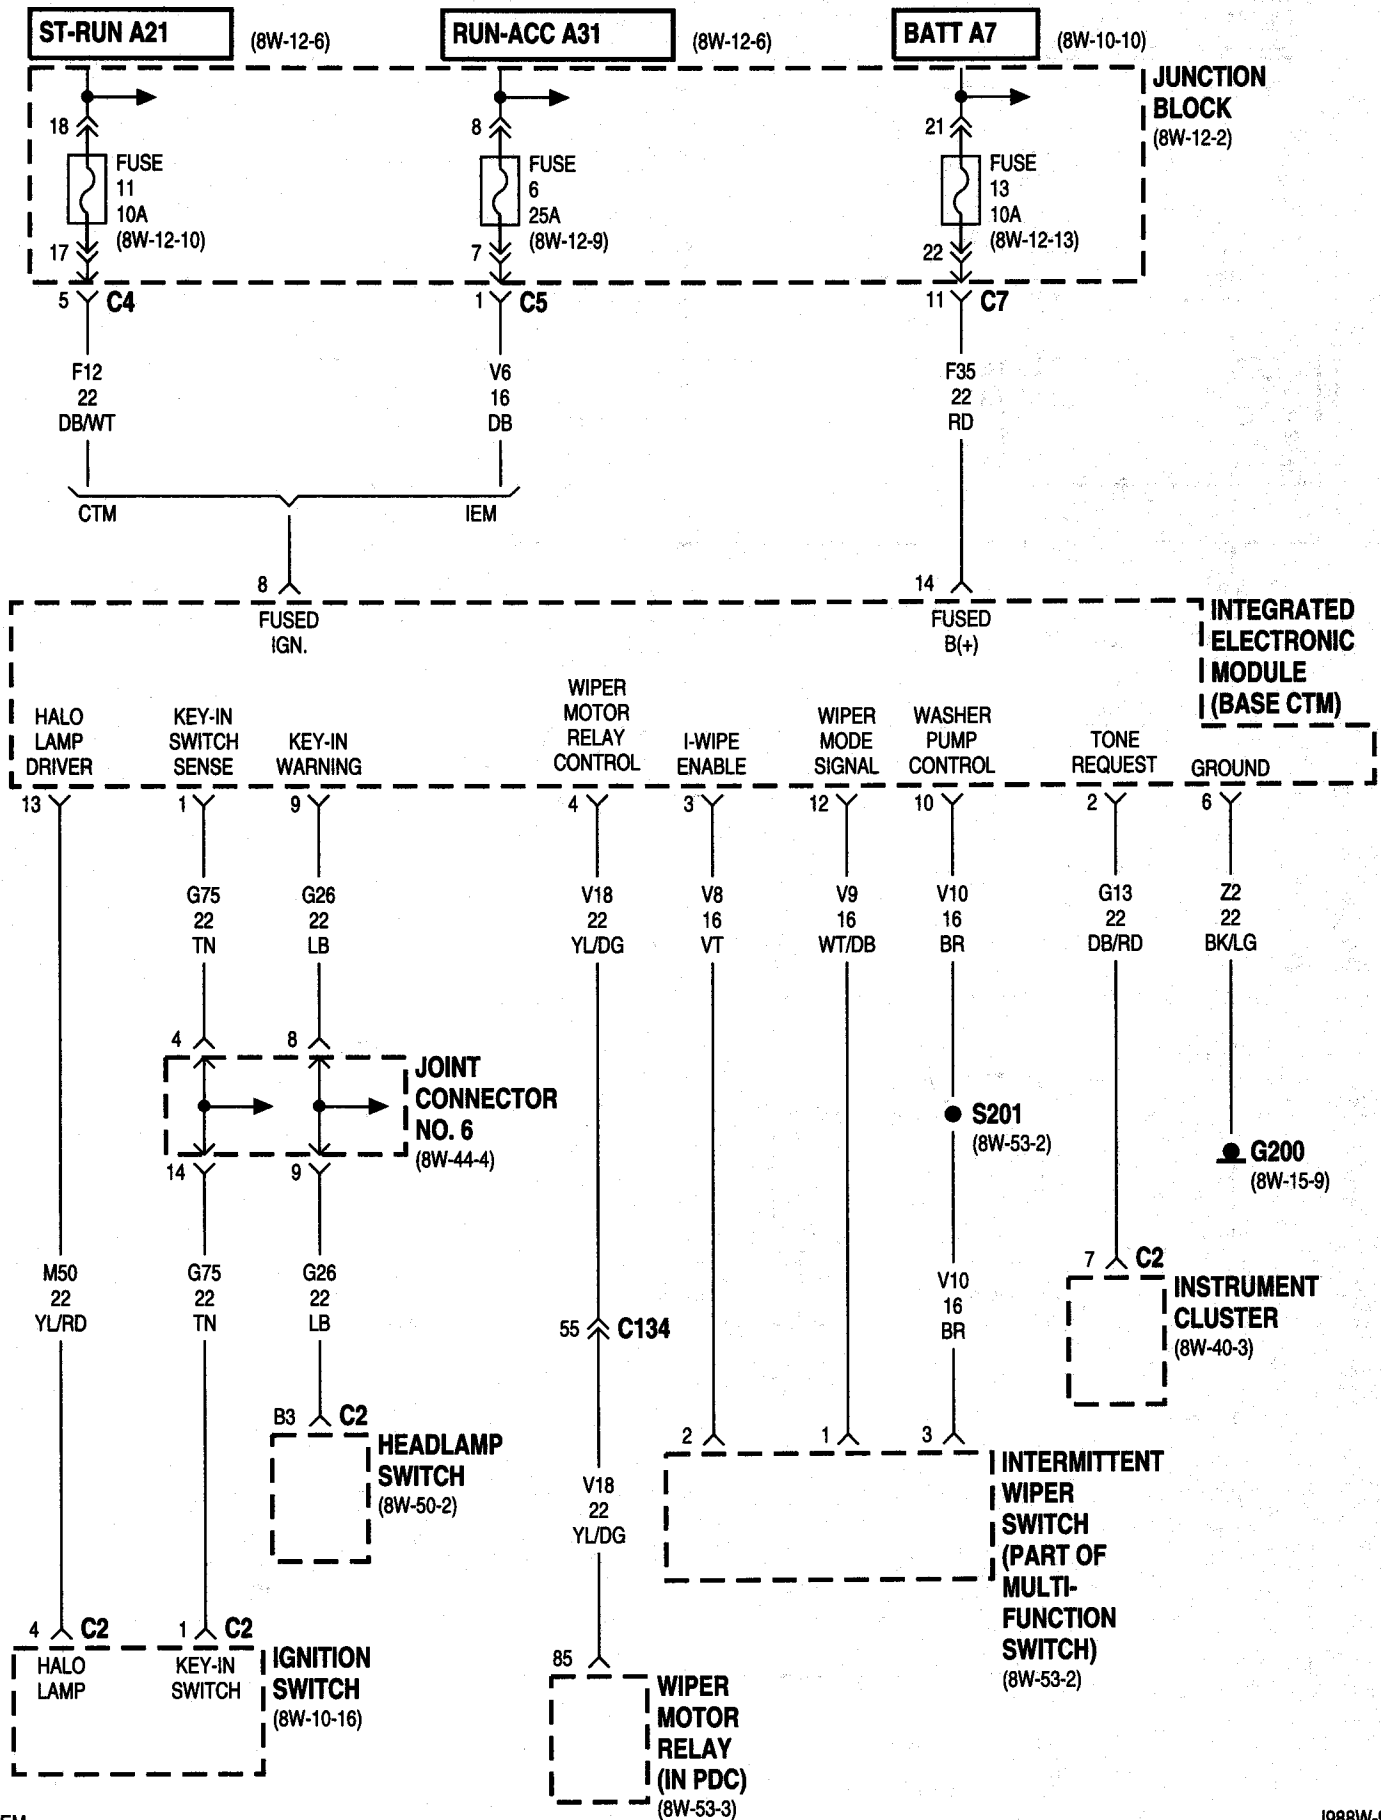 ST-RUN A21 (8W-12-6)
RUN-ACC A31 (8W-12-6)
BATT A7 (8W-10-10)
JUNCTION
BLOCK
(8W-12-2)
18
FUSE
11
10A
(8W-12-10)
17
8
FUSE
6
25A
(8W-12-9)
7
21
FUSE
13
10A
(8W-12-13)
22
5 C4
1 C5
11 C7
F12
22
DB/WT
V6
16
DB
F35
22
RD
CTM
IEM
8
14
FUSED
IGN.
FUSED
B(+)
INTEGRATED
ELECTRONIC
MODULE
(BASE CTM)
HALO
LAMP
DRIVER
KEY-IN
SWITCH
SENSE
KEY-IN
WARNING
WIPER
MOTOR
RELAY
CONTROL
I-WIPE
ENABLE
WIPER
MODE
SIGNAL
WASHER
PUMP
CONTROL
TONE
REQUEST
GROUND
13
1
9
4
3
12
10
2
6
G75
22
TN
G26
22
LB
V18
22
YL/DG
V8
16
VT
V9
16
WT/DB
V10
16
BR
G13
22
DB/RD
Z2
22
BK/LG
4
8
JOINT
CONNECTOR
NO. 6
(8W-44-4)
14
9
S201
(8W-53-2)
G200
(8W-15-9)
M50
22
YL/RD
G75
22
TN
G26
22
LB
55 C134
V10
16
BR
7 C2
INSTRUMENT
CLUSTER
(8W-40-3)
B3 C2
HEADLAMP
SWITCH
(8W-50-2)
2
1
3
INTERMITTENT
WIPER
SWITCH
(PART OF
MULTI-
FUNCTION
SWITCH)
(8W-53-2)
V18
22
YL/DG
4 C2
1 C2
HALO
LAMP
KEY-IN
SWITCH
IGNITION
SWITCH
(8W-10-16)
85
WIPER
MOTOR
RELAY
(IN PDC)
(8W-53-3)